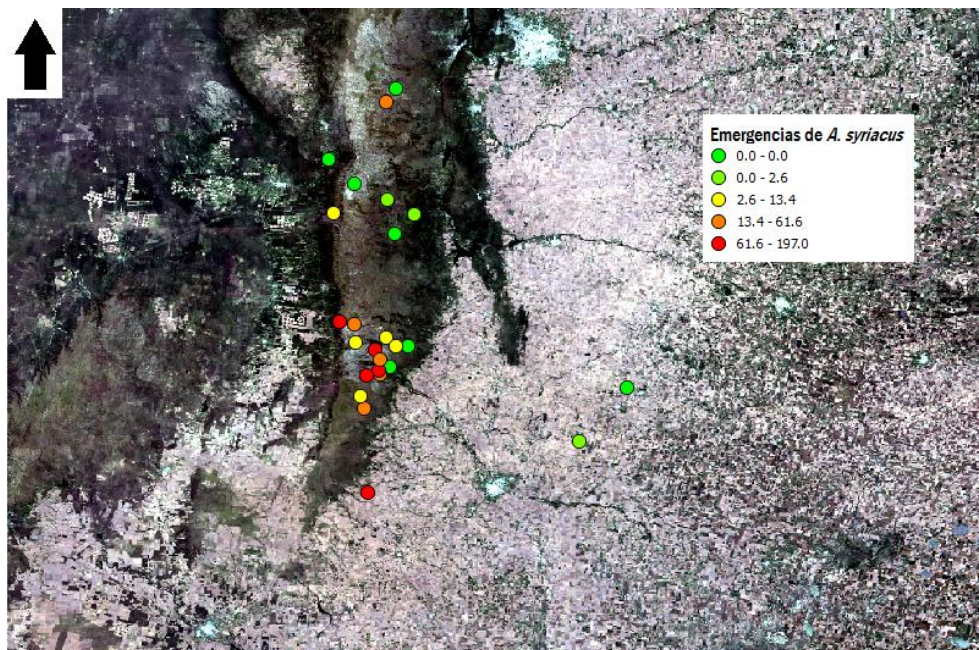 Emergencias de A. syriacus
0.0 - 0.0
0.0 - 2.6
2.6 - 13.4
13.4 - 61.6
61.6 - 197.0